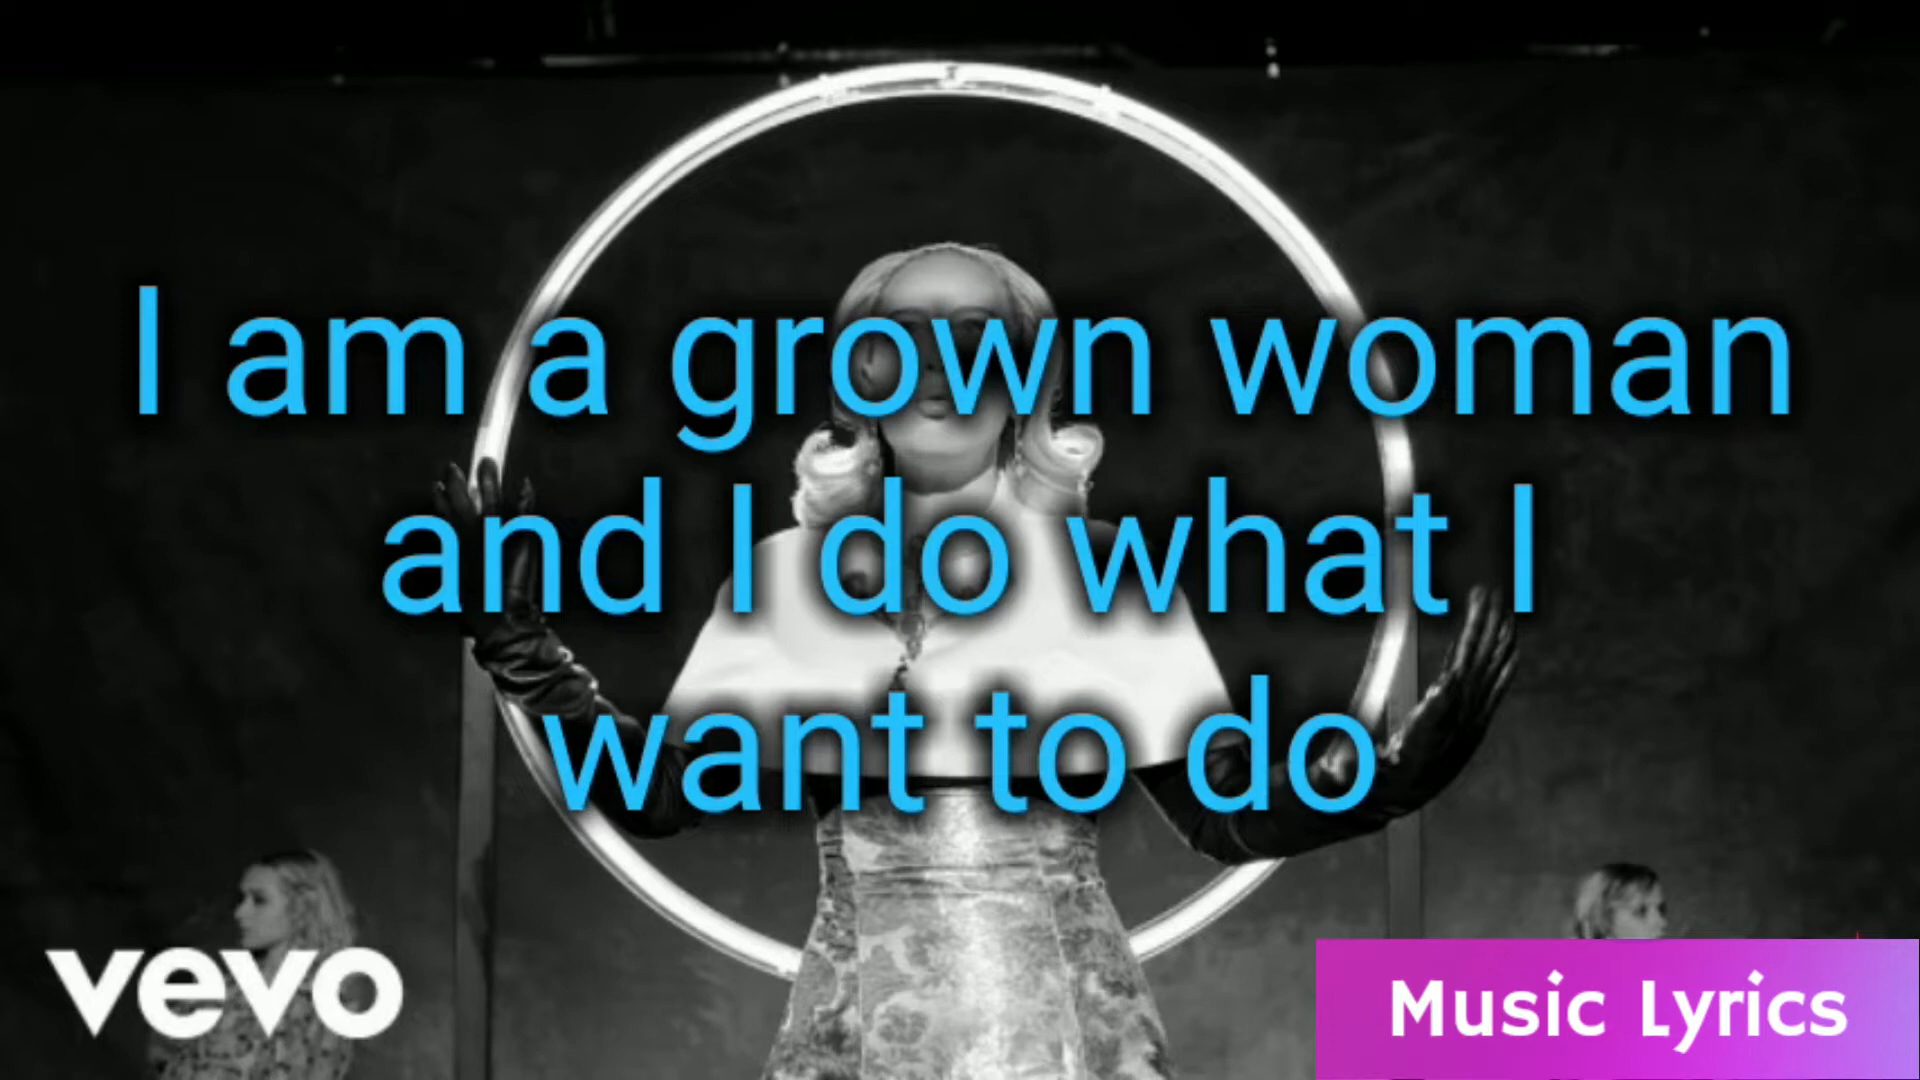 I am a grown woman
and I do what I
want to do
vevo
Music Lyrics